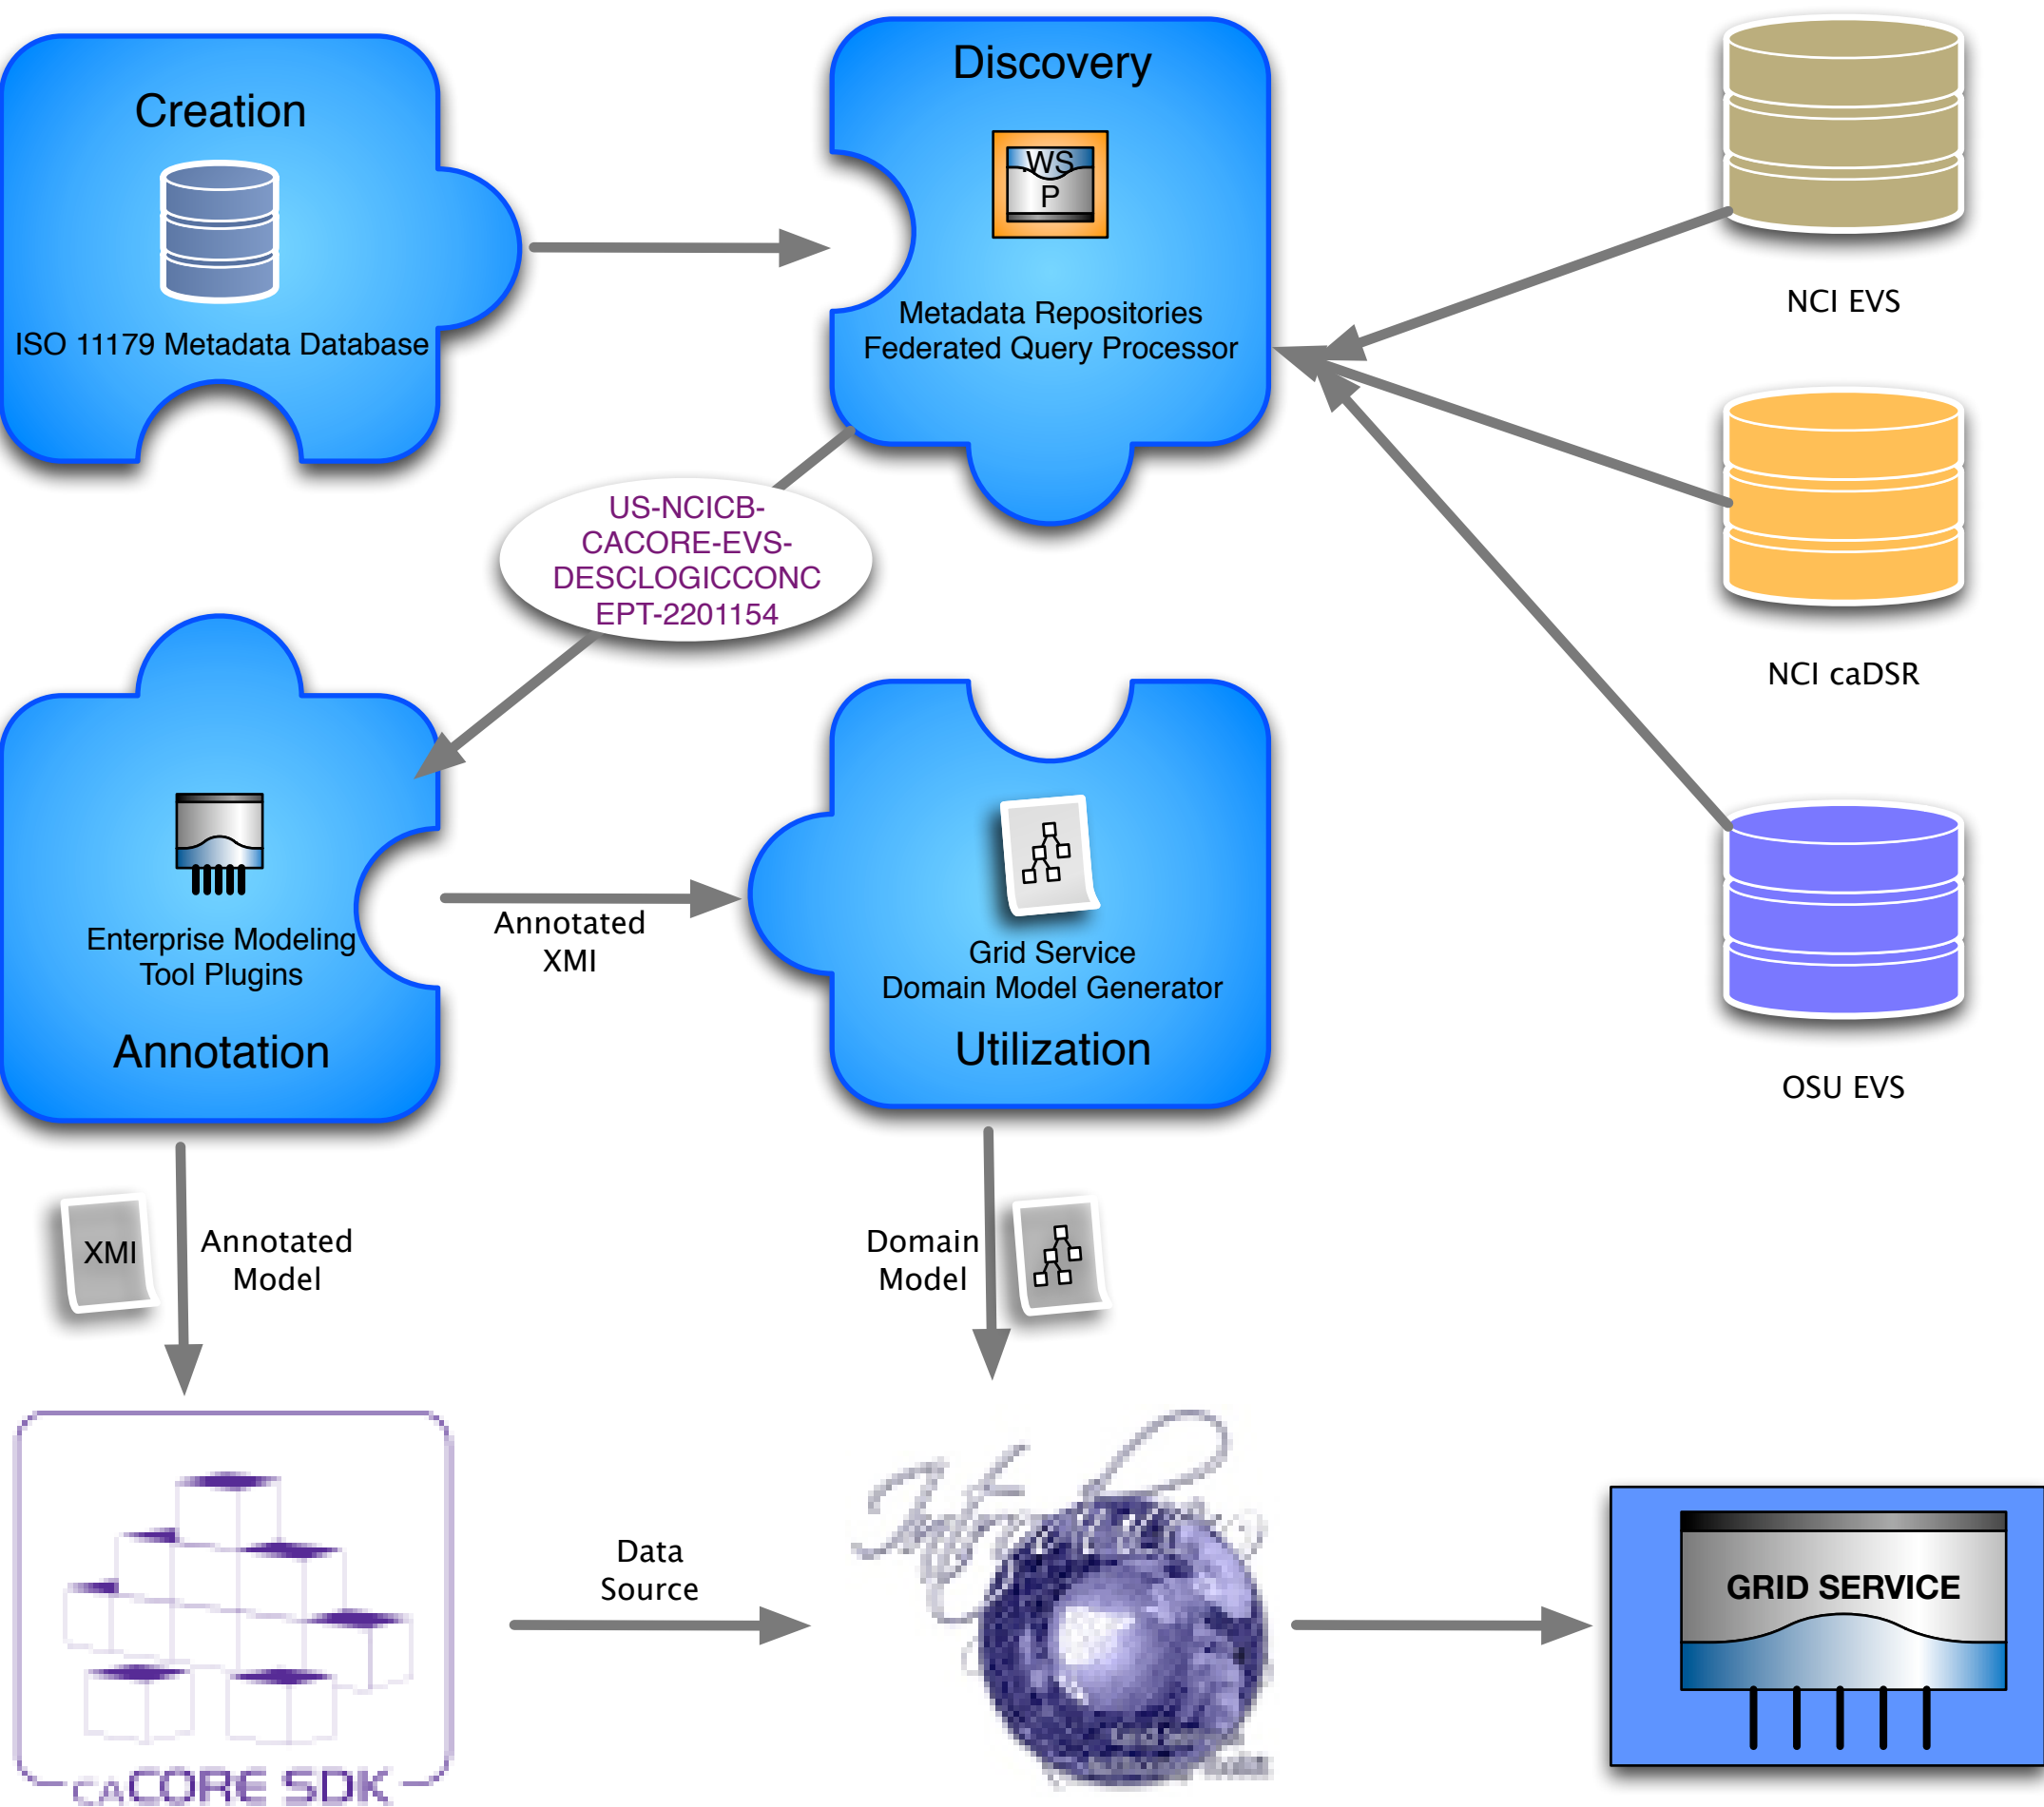 Creation
ISO 11179 Metadata Database
Discovery
WS
P
Metadata Repositories
Federated Query Processor
NCI EVS
NCI caDSR
OSU EVS
US-NCICB-
CACORE-EVS-
DESCLOGICCONC
EPT-2201154
Enterprise Modeling
Tool Plugins
Annotation
Annotated
XMI
Grid Service
Domain Model Generator
Utilization
XMI
Annotated
Model
Domain
Model
caCORE SDK
Data
Source
GRID SERVICE